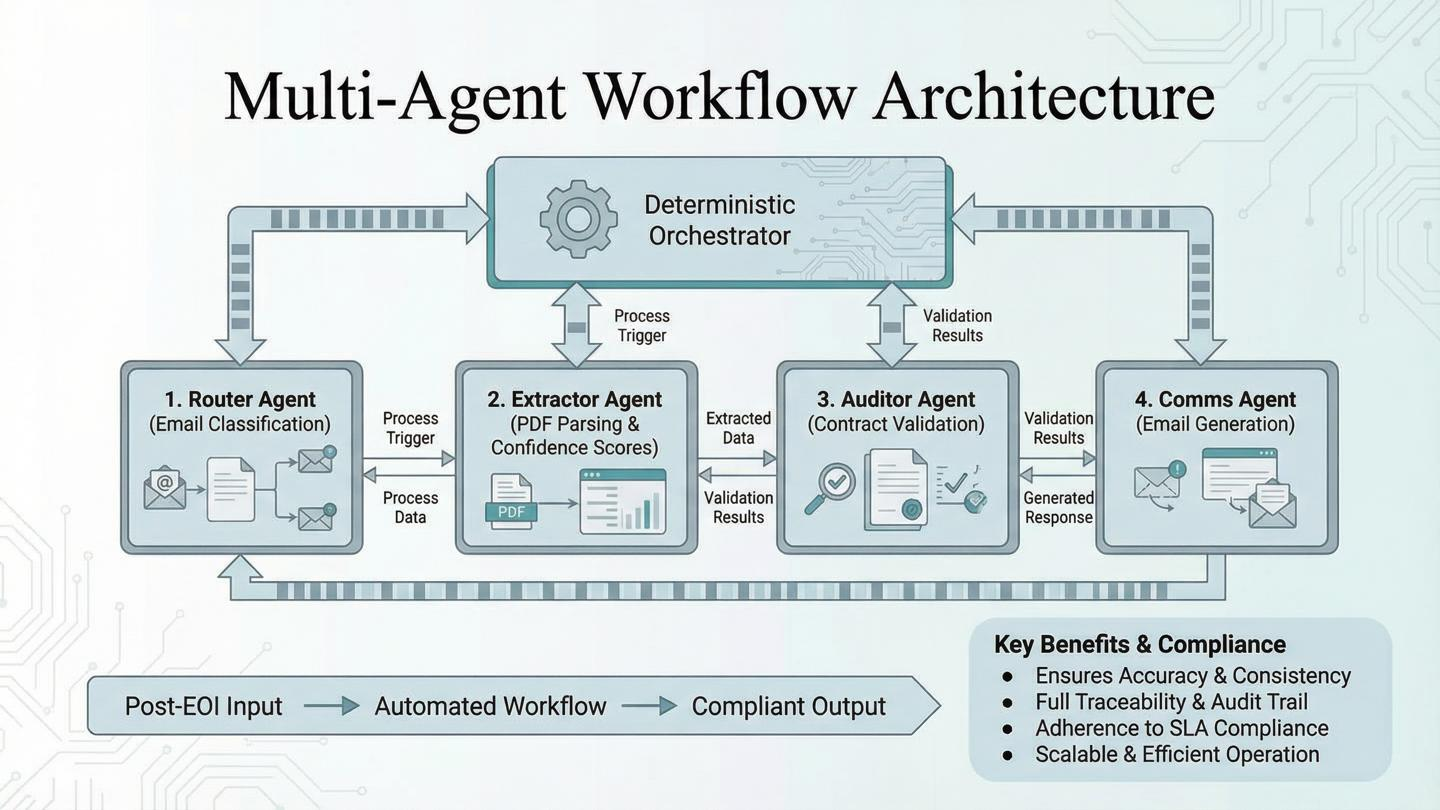 Multi-Agent Workflow Architecture
Deterministic
Orchestrator
Process
Trigger
Validation
Results
1. Router Agent
(Email Classification)
@
Process
Trigger
Process
Data
2. Extractor Agent
(PDF Parsing &
Confidence Scores)
PDF
Extracted
Data
Validation
Results
3. Auditor Agent
(Contract Validation)
Validation
Results
Generated
Response
4. Comms Agent
(Email Generation)
Post-EOI Input
Automated Workflow
Compliant Output
Key Benefits & Compliance
● Ensures Accuracy & Consistency
● Full Traceability & Audit Trail
● Adherence to SLA Compliance
● Scalable & Efficient Operation